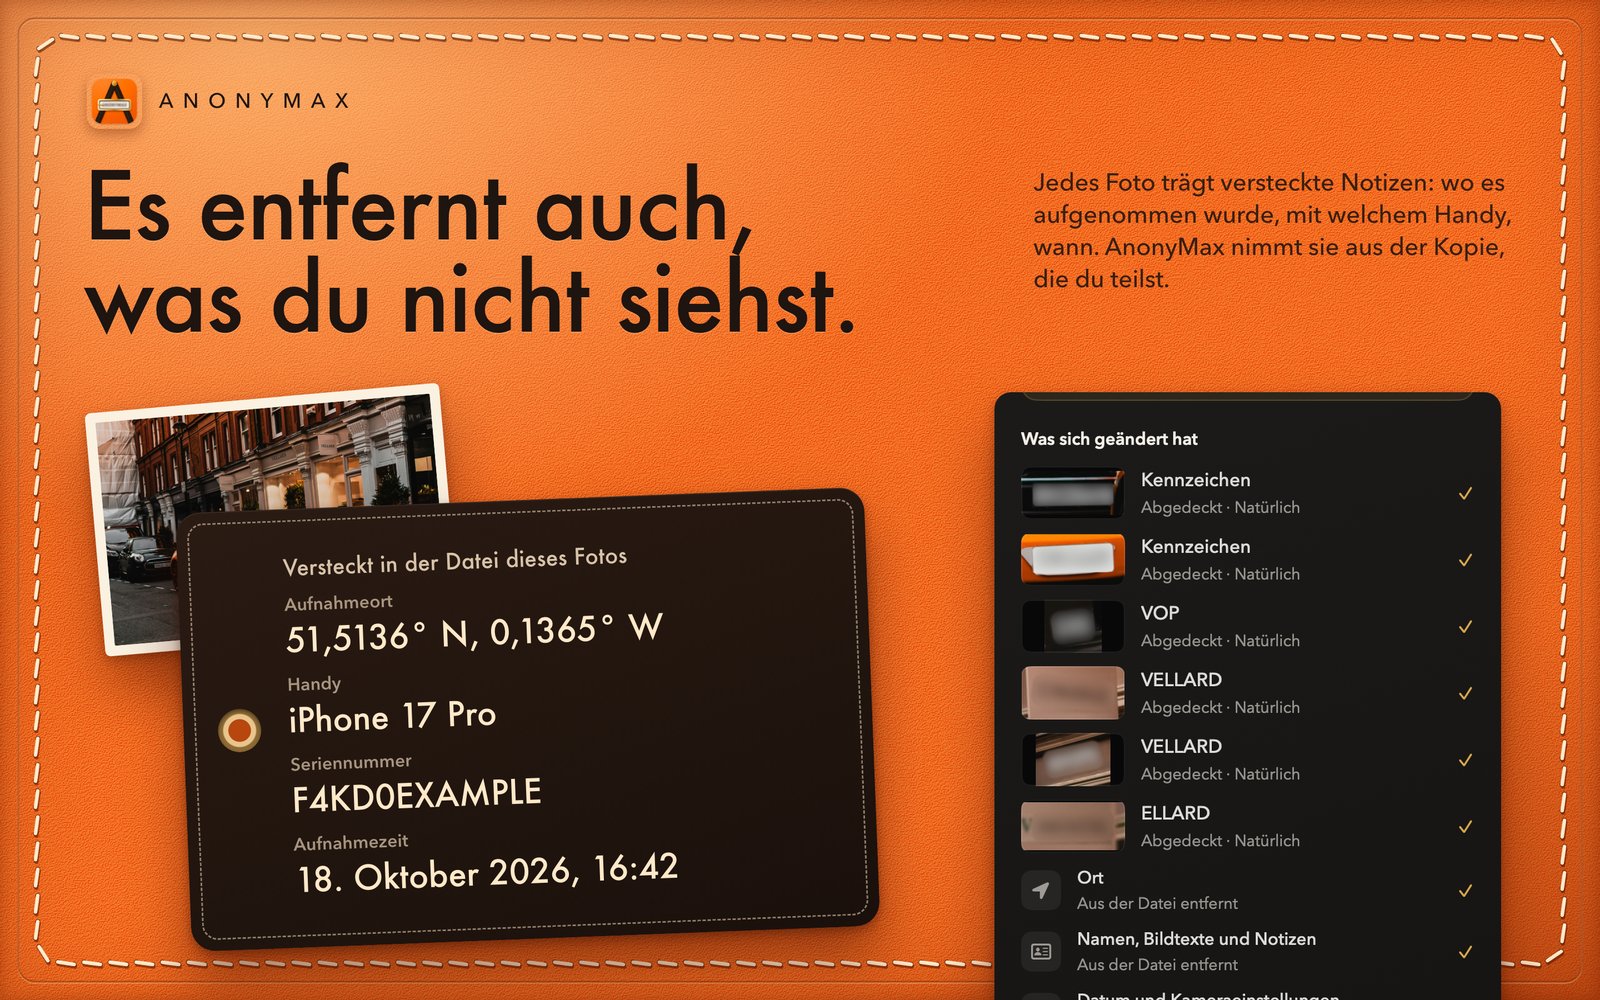 ANONYMAX
Es entfernt auch,
was du nicht siehst.
Jedes Foto trägt versteckte Notizen: wo es
aufgenommen wurde, mit welchem Handy,
wann. AnonyMax nimmt sie aus der Kopie,
die du teilst.
Versteckt in der Datei dieses Fotos
Aufnahmeort
51,5136° N, 0,1365° W
Handy
iPhone 17 Pro
Seriennummer
F4KD0EXAMPLE
Aufnahmezeit
18. Oktober 2026, 16:42
Was sich geändert hat
Kennzeichen
Abgedeckt · Natürlich
Kennzeichen
Abgedeckt · Natürlich
VOP
Abgedeckt · Natürlich
VELLARD
Abgedeckt · Natürlich
VELLARD
Abgedeckt · Natürlich
ELLARD
Abgedeckt · Natürlich
Ort
Aus der Datei entfernt
Namen, Bildtexte und Notizen
Aus der Datei entfernt
Datum und Kameraeinstellungen